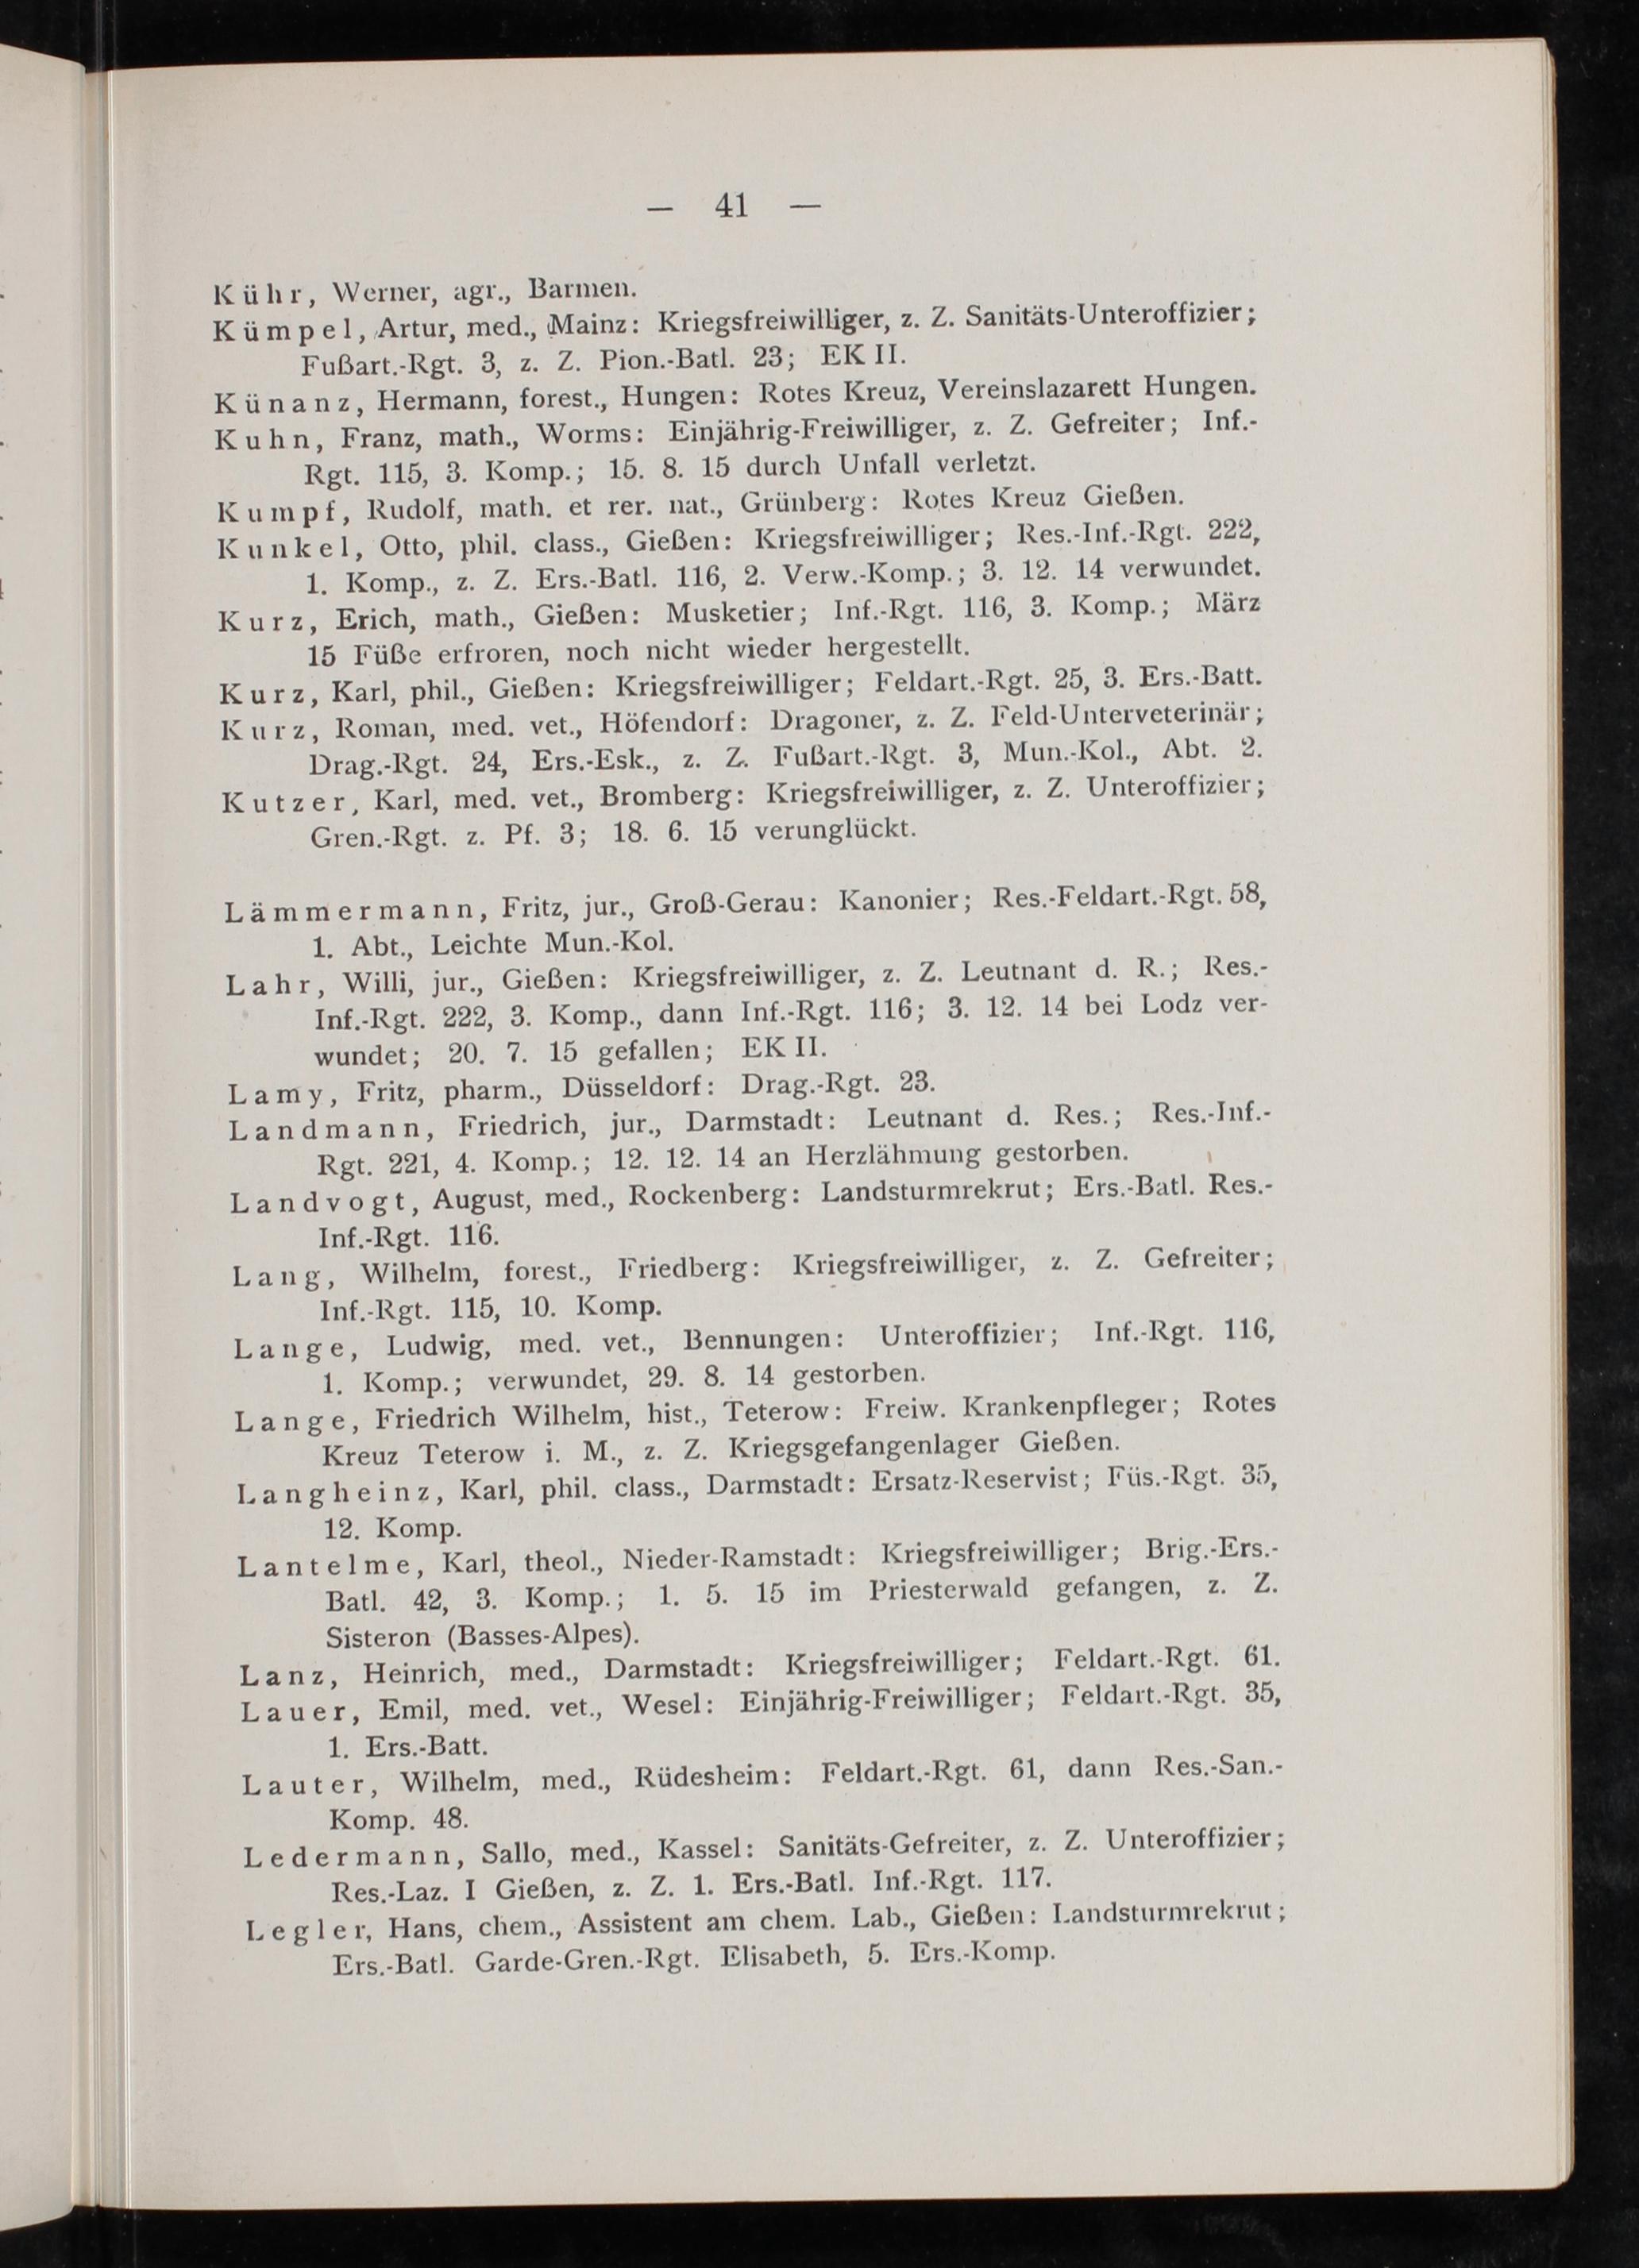 — 41 —
Kühr, Werner, agr., Barmen.
Kümpel, Artur, med., Mainz: Kriegsfreiwilliger, z. Z. Sanitäts-Unteroffizier;
Fußart.-Rgt. 3, z. Z. Pion.-Batl. 23; EK II.
Künanz, Hermann, forest., Hungen: Rotes Kreuz, Vereinslazarett Hungen.
Kuhn, Franz, math., Worms: Einjährig-Freiwilliger, z. Z. Gefreiter; Inf.-
Rgt. 115, 3. Komp.; 15. 8. 15 durch Unfall verletzt.
Kumpf, Rudolf, math. et rer. nat., Grünberg: Rotes Kreuz Gießen.
Kunkel, Otto, phil. class., Gießen: Kriegsfreiwilliger; Res.-Inf.-Rgt. 222,
1. Komp., z. Z. Ers.-Batl. 116, 2. Verw.-Komp.; 3. 12. 14 verwundet.
Kurz, Erich, math., Gießen: Musketier; Inf.-Rgt. 116, 3. Komp.; März
15 Füße erfroren, noch nicht wieder hergestellt.
Kurz, Karl, phil., Gießen: Kriegsfreiwilliger; Feldart.-Rgt. 25, 3. Ers.-Batt.
Kurz, Roman, med. vet., Höfendorf: Dragoner, z. Z. Feld-Unterveterinär;
Drag.-Rgt. 24, Ers.-Esk., z. Z. Fußart.-Rgt. 3, Mun.-Kol., Abt. 2.
Kutzer, Karl, med. vet., Bromberg: Kriegsfreiwilliger, z. Z. Unteroffizier;
Gren.-Rgt. z. Pf. 3; 18. 6. 15 verunglückt.
Lämmermann, Fritz, jur., Groß-Gerau: Kanonier; Res.-Feldart.-Rgt. 58,
1. Abt., Leichte Mun.-Kol.
Lahr, Willi, jur., Gießen: Kriegsfreiwilliger, z. Z. Leutnant d. R.; Res.-
Inf.-Rgt. 222, 3. Komp., dann Inf.-Rgt. 116; 3. 12. 14 bei Lodz ver-
wundet; 20. 7. 15 gefallen; EK II.
Lamy, Fritz, pharm., Düsseldorf: Drag.-Rgt. 23.
Landmann, Friedrich, jur., Darmstadt: Leutnant d. Res.; Res.-Inf.-
Rgt. 221, 4. Komp.; 12. 12. 14 an Herzlähmung gestorben.
Landvogt, August, med., Rockenberg: Landsturmrekrut; Ers.-Batl. Res.-
Inf.-Rgt. 116.
Lang, Wilhelm, forest., Friedberg: Kriegsfreiwilliger, z. Z. Gefreiter;
Inf.-Rgt. 115, 10. Komp.
Lange, Ludwig, med. vet., Bennungen: Unteroffizier; Inf.-Rgt. 116,
1. Komp.; verwundet, 29. 8. 14 gestorben.
Lange, Friedrich Wilhelm, hist., Teterow: Freiw. Krankenpfleger; Rotes
Kreuz Teterow i. M., z. Z. Kriegsgefangenlager Gießen.
Langheinz, Karl, phil. class., Darmstadt: Ersatz-Reservist; Füs.-Rgt. 35,
12. Komp.
Lantelme, Karl, theol., Nieder-Ramstadt: Kriegsfreiwilliger; Brig.-Ers.-
Batl. 42, 3. Komp.; 1. 5. 15 im Priesterwald gefangen, z. Z.
Sisteron (Basses-Alpes).
Lanz, Heinrich, med., Darmstadt: Kriegsfreiwilliger; Feldart.-Rgt. 61.
Lauer, Emil, med. vet., Wesel: Einjährig-Freiwilliger; Feldart.-Rgt. 35,
1. Ers.-Batt.
Lauter, Wilhelm, med., Rüdesheim: Feldart.-Rgt. 61, dann Res.-San.-
Komp. 48.
Ledermann, Sallo, med., Kassel: Sanitäts-Gefreiter, z. Z. Unteroffizier;
Res.-Laz. I Gießen, z. Z. 1. Ers.-Batl. Inf.-Rgt. 117.
Legler, Hans, chem., Assistent am chem. Lab., Gießen: Landsturmrekrut;
Ers.-Batl. Garde-Gren.-Rgt. Elisabeth, 5. Ers.-Komp.